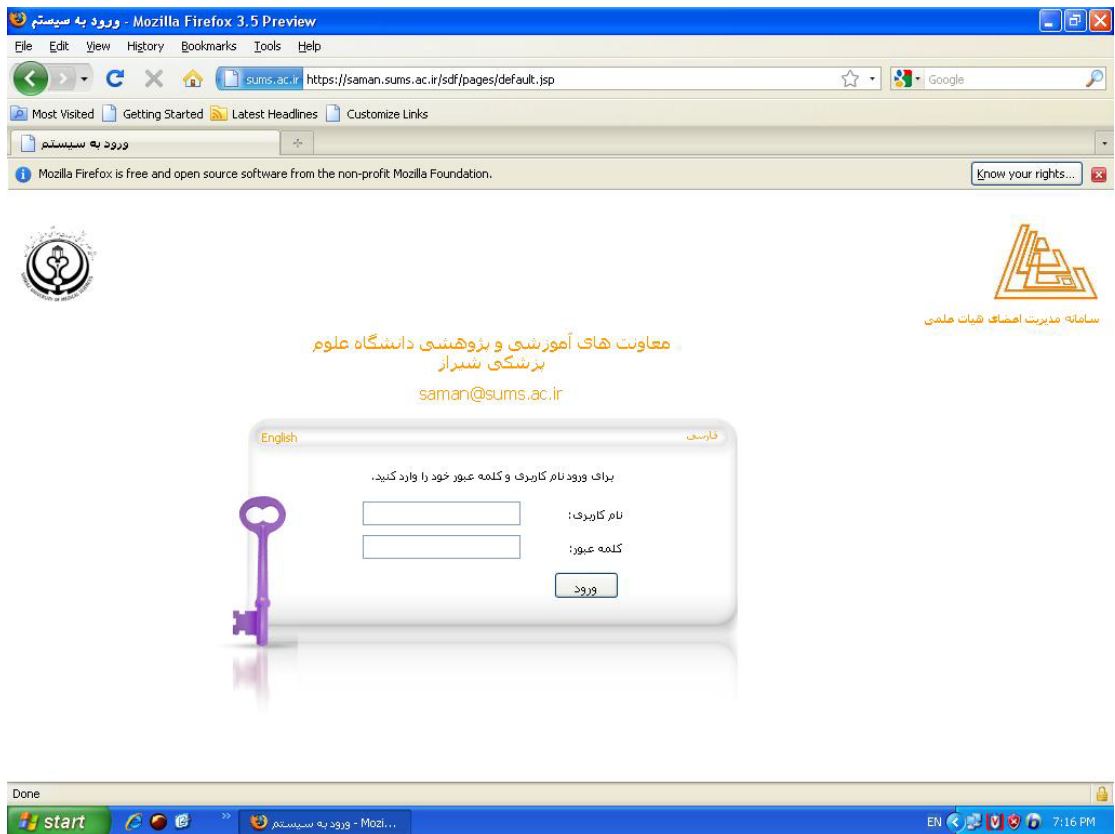 ورود به سیستم - Mozilla Firefox 3.5 Preview
File Edit View History Bookmarks Tools Help
sums.ac.ir https://saman.sums.ac.ir/sdf/pages/default.jsp Google
Most Visited Getting Started Latest Headlines Customize Links
ورود به سیستم
Mozilla Firefox is free and open source software from the non-profit Mozilla Foundation. Know your rights...
سامانه مدیریت اعضای هیات علمی
معاونت های آموزشی و پژوهشی دانشگاه علوم
پزشکی شیراز
saman@sums.ac.ir
English فارسی
برای ورود نام کاربری و کلمه عبور خود را وارد کنید.
نام کاربری:
کلمه عبور:
ورود
Done
start ورود به سیستم - Mozi... EN 7:16 PM